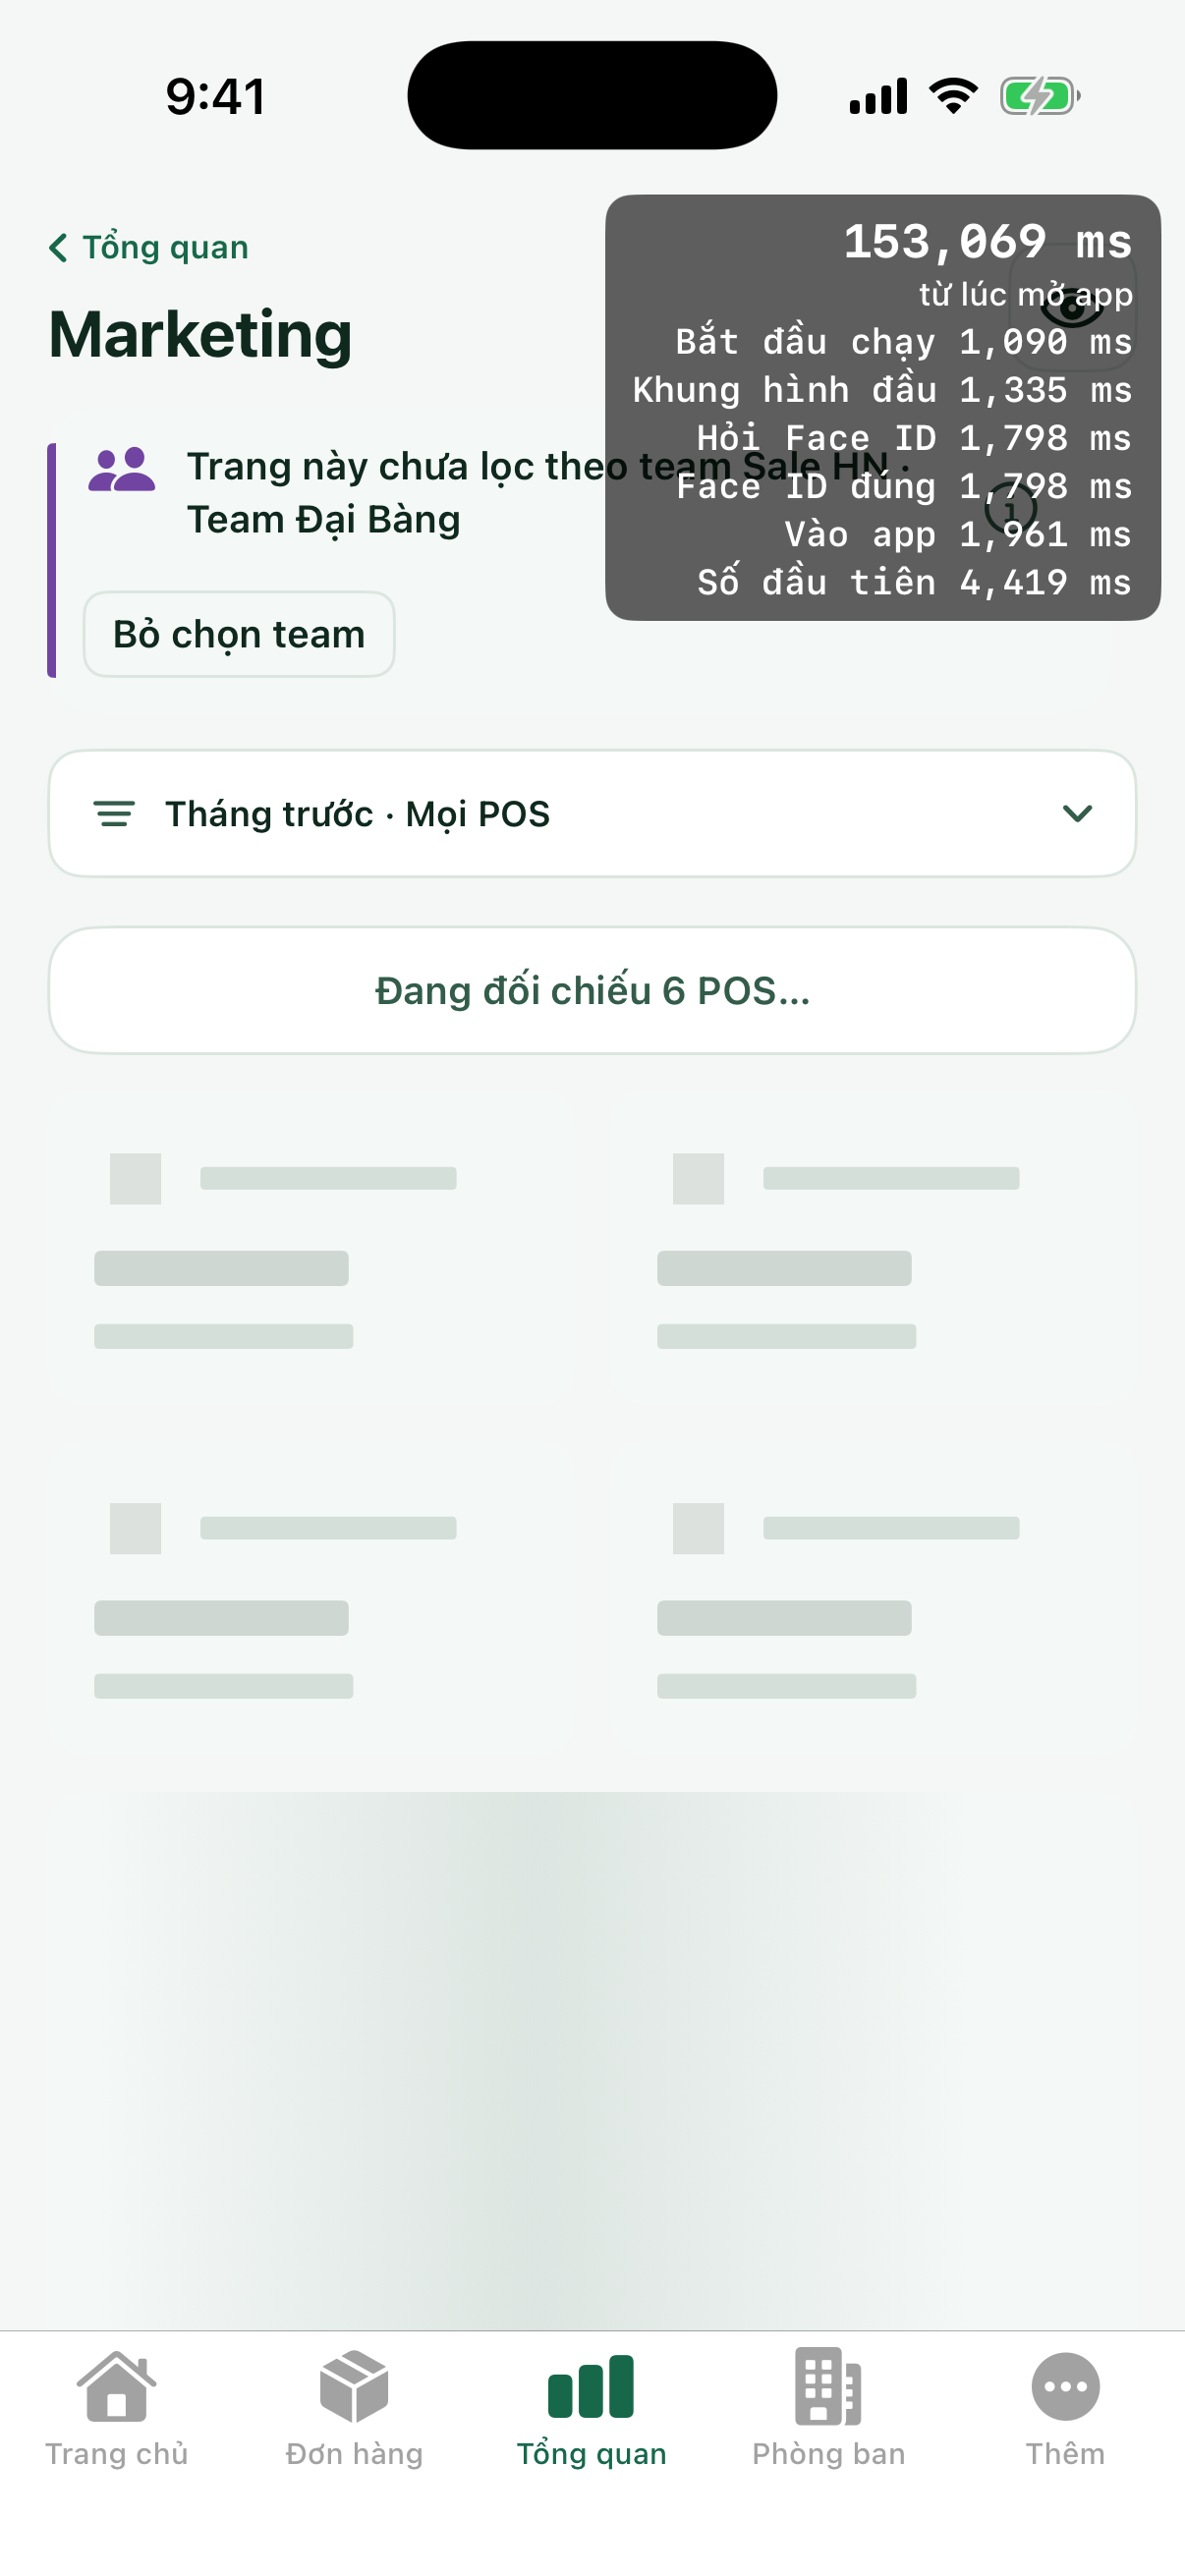 9:41
Tổng quan
Marketing
153,069 ms
từ lúc mở app
Bắt đầu chạy 1,090 ms
Khung hình đầu 1,335 ms
Hỏi Face ID 1,798 ms
Face ID đúng 1,798 ms
Vào app 1,961 ms
Số đầu tiên 4,419 ms
Trang này chưa lọc theo team Sale HN ·
Team Đại Bàng
Bỏ chọn team
Tháng trước · Mọi POS
Đang đối chiếu 6 POS...
Trang chủ
Đơn hàng
Tổng quan
Phòng ban
Thêm